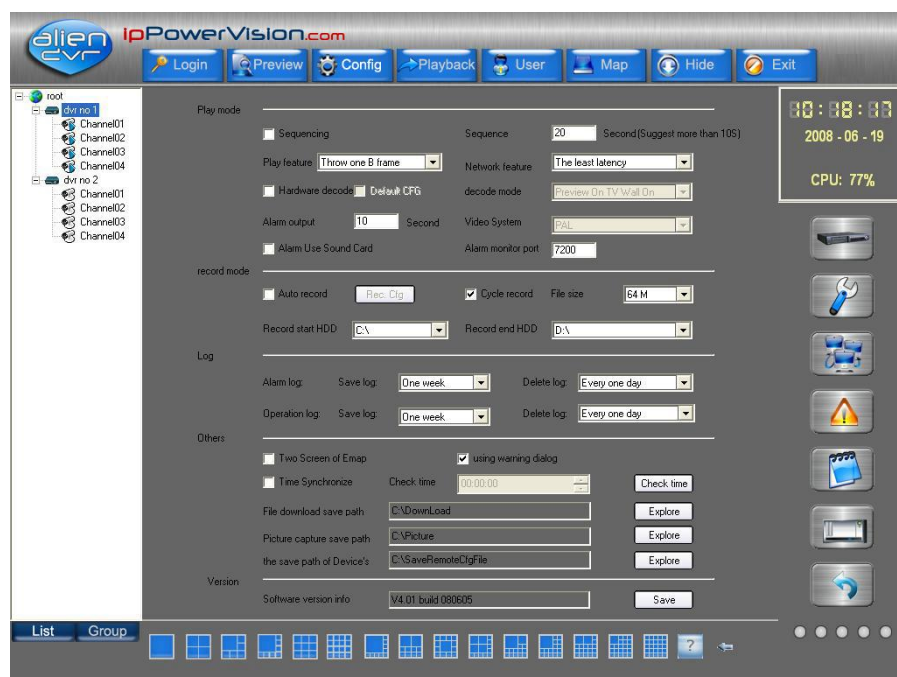 alien dvr
ipPowerVision.com
Login Preview Config Playback User Map Hide Exit
root
dvr no 1
Channel01
Channel02
Channel03
Channel04
dvr no 2
Channel01
Channel02
Channel03
Channel04
List Group
Play mode
Sequencing Sequence 20 Second(Suggest more than 10S)
Play feature Throw one B frame Network feature The least latency
Hardware decode Default CFG decode mode Preview On TV Wall On
Alarm output 10 Second Video System PAL
Alarm Use Sound Card Alarm monitor port 7200
record mode
Auto record Rec. Cfg Cycle record File size 64 M
Record start HDD C:\ Record end HDD D:\
Log
Alarm log: Save log: One week Delete log: Every one day
Operation log: Save log: One week Delete log: Every one day
Others
Two Screen of Emap using warning dialog
Time Synchronize Check time 00:00:00 Check time
File download save path C:\DownLoad Explore
Picture capture save path C:\Picture Explore
the save path of Device's C:\SaveRemoteCfgFile Explore
Version
Software version info V4.01 build 080605 Save
10:18:17
2008 - 06 - 19
CPU: 77%
?